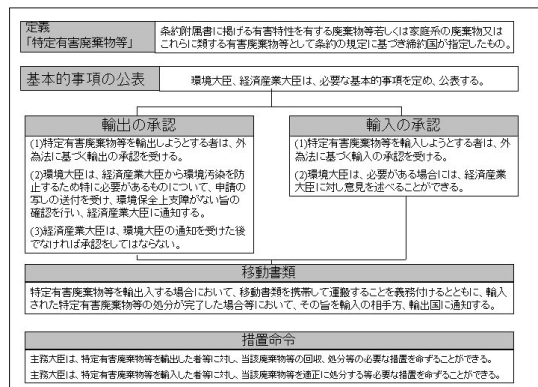 定義
「特定有害廃棄物等」
条約附属書に掲げる有害特性を有する廃棄物等若しくは家庭系の廃棄物又は
これらに類する有害廃棄物等として条約の規定に基づき締約国が指定したもの。
基本的事項の公表
環境大臣、経済産業大臣は、必要な基本的事項を定め、公表する。
輸出の承認
(1)特定有害廃棄物等を輸出しようとする者は、外
為法に基づく輸出の承認を受ける。
(2)環境大臣は、経済産業大臣から環境汚染を防
止するため特に必要があるものについて、申請の
写しの送付を受け、環境保全上支障がない旨の
確認を行い、経済産業大臣に通知する。
(3)経済産業大臣は、環境大臣の通知を受けた後
でなければ承認をしてはならない。
輸入の承認
(1)特定有害廃棄物等を輸入しようとする者は、外
為法に基づく輸入の承認を受ける。
(2)環境大臣は、必要がある場合には、経済産業大
臣に対し意見を述べることができる。
移動書類
特定有害廃棄物等を輸出入する場合において、移動書類を携帯して運搬することを義務付けるとともに、輸入
された特定有害廃棄物等の処分が完了した場合等において、その旨を輸入の相手方、輸出国に通知する。
措置命令
主務大臣は、特定有害廃棄物等を輸出した者等に対し、当該廃棄物等の回収、処分等の必要な措置を命ずることができる。
主務大臣は、特定有害廃棄物等を輸入した者等に対し、当該廃棄物等を適正に処分する等必要な措置を命ずることができる。